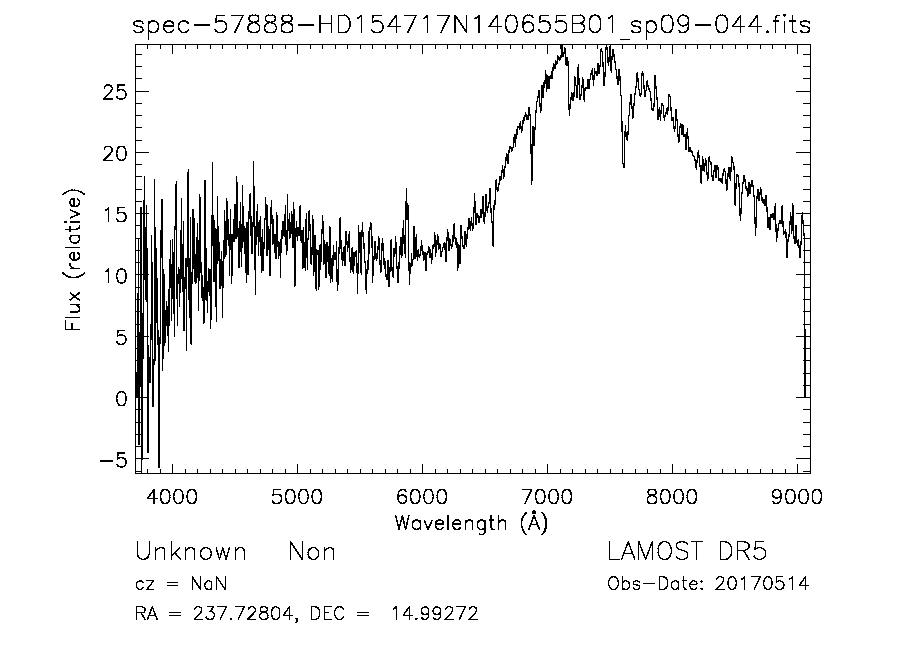 spec-57888-HD154717N140655B01_sp09-044.fits
25
20
15
10
5
0
-5
Flux (relative)
4000 5000 6000 7000 8000 9000
Wavelength (Å)
Unknown Non LAMOST DR5
cz = NaN Obs-Date: 20170514
RA = 237.72804, DEC = 14.99272